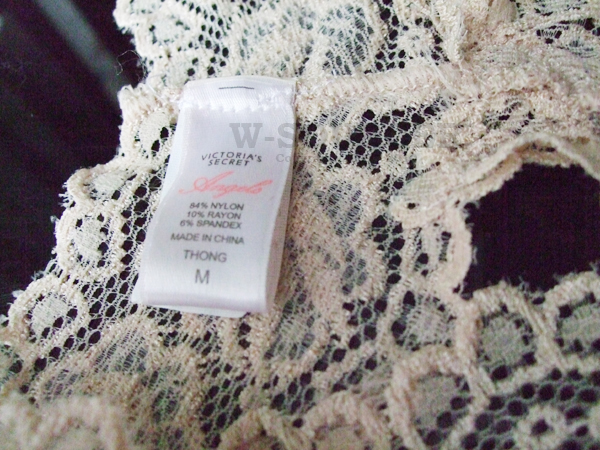 VICTORIA'S
SECRET
Angels
84% NYLON
10% RAYON
6% SPANDEX
MADE IN CHINA
THONG
M